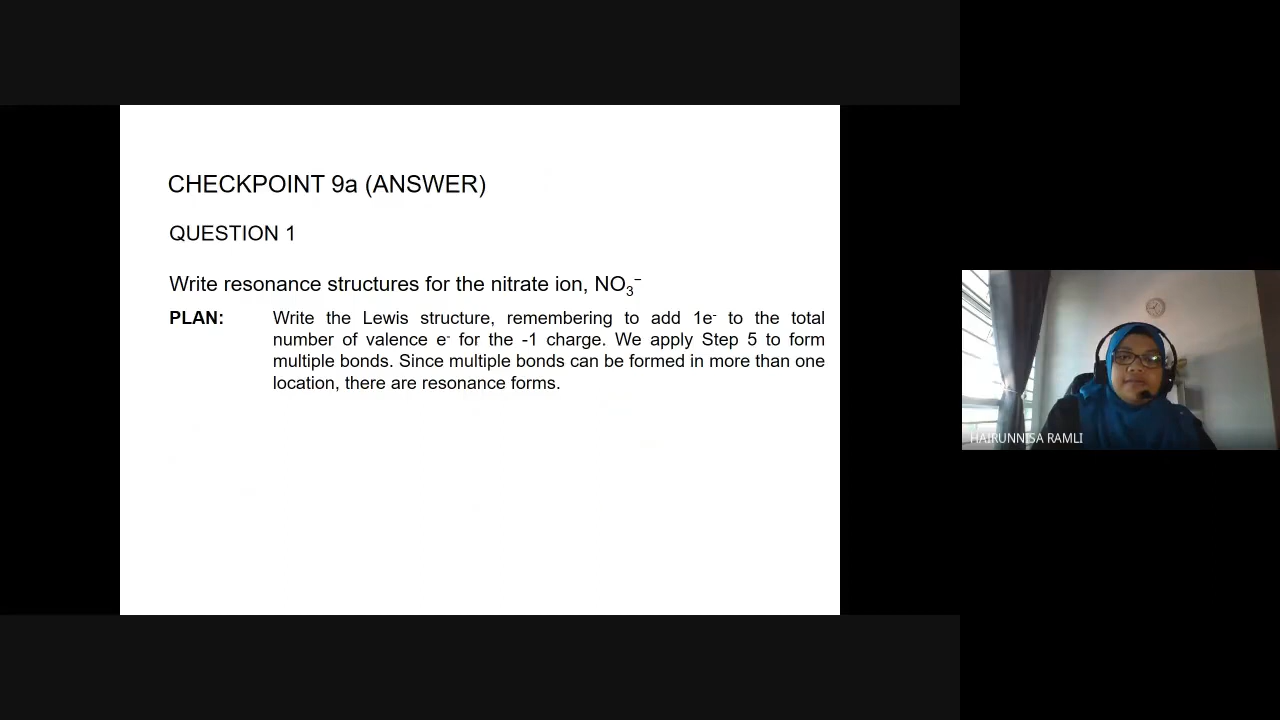 CHECKPOINT 9a (ANSWER)
QUESTION 1
Write resonance structures for the nitrate ion, NO₃⁻
PLAN: Write the Lewis structure, remembering to add 1e⁻ to the total
number of valence e⁻ for the -1 charge. We apply Step 5 to form
multiple bonds. Since multiple bonds can be formed in more than one
location, there are resonance forms.
HAIRUNNISA RAMLI